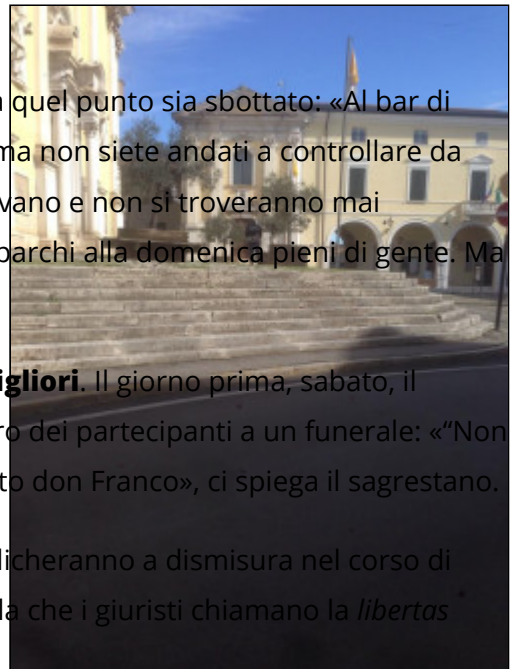 quel punto sia sbottato: «Al bar di
ma non siete andati a controllare da
vano e non si troveranno mai
parchi alla domenica pieni di gente. Ma
igliori. Il giorno prima, sabato, il
ro dei partecipanti a un funerale: «“Non
to don Franco», ci spiega il sagrestano.
licheranno a dismisura nel corso di
la che i giuristi chiamano la libertas